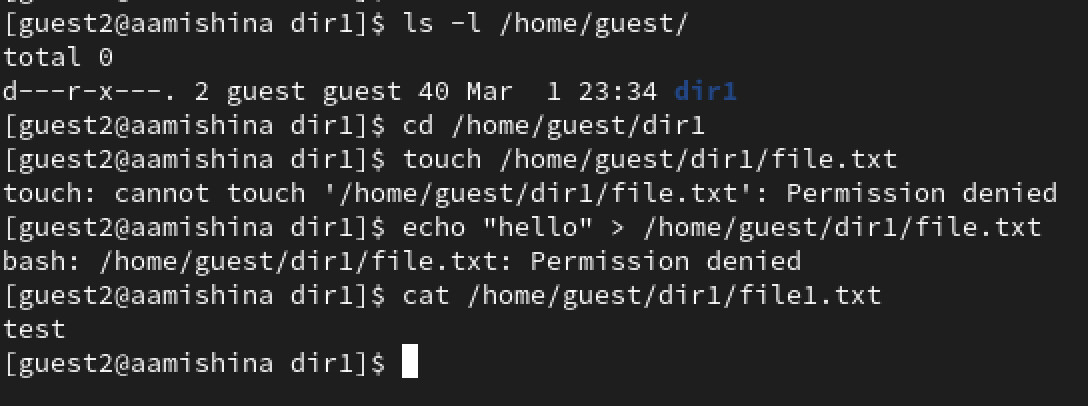 [guest2@aamishina dir1]$ ls -l /home/guest/
total 0
d---r-x---. 2 guest guest 40 Mar  1 23:34 dir1
[guest2@aamishina dir1]$ cd /home/guest/dir1
[guest2@aamishina dir1]$ touch /home/guest/dir1/file.txt
touch: cannot touch '/home/guest/dir1/file.txt': Permission denied
[guest2@aamishina dir1]$ echo "hello" > /home/guest/dir1/file.txt
bash: /home/guest/dir1/file.txt: Permission denied
[guest2@aamishina dir1]$ cat /home/guest/dir1/file1.txt
test
[guest2@aamishina dir1]$